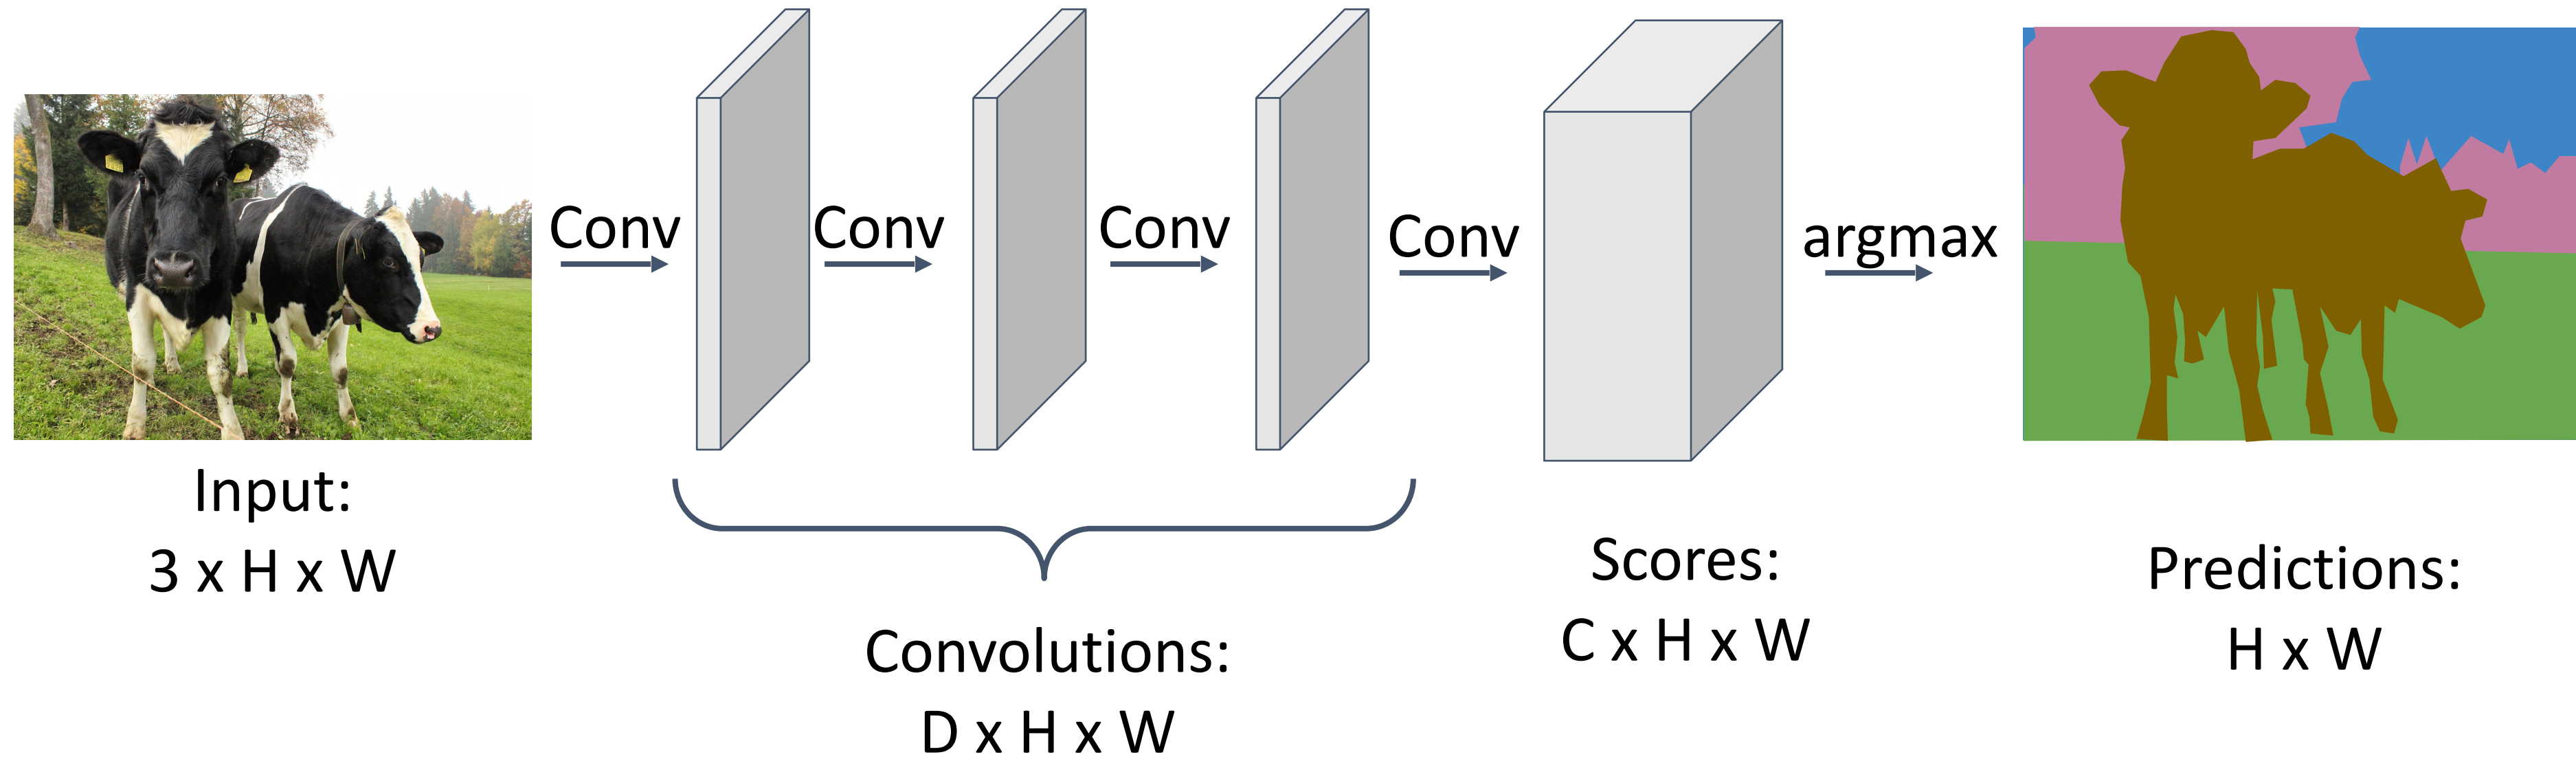 Conv
Conv
Conv
Conv
argmax
Input:
3 x H x W
Convolutions:
D x H x W
Scores:
C x H x W
Predictions:
H x W